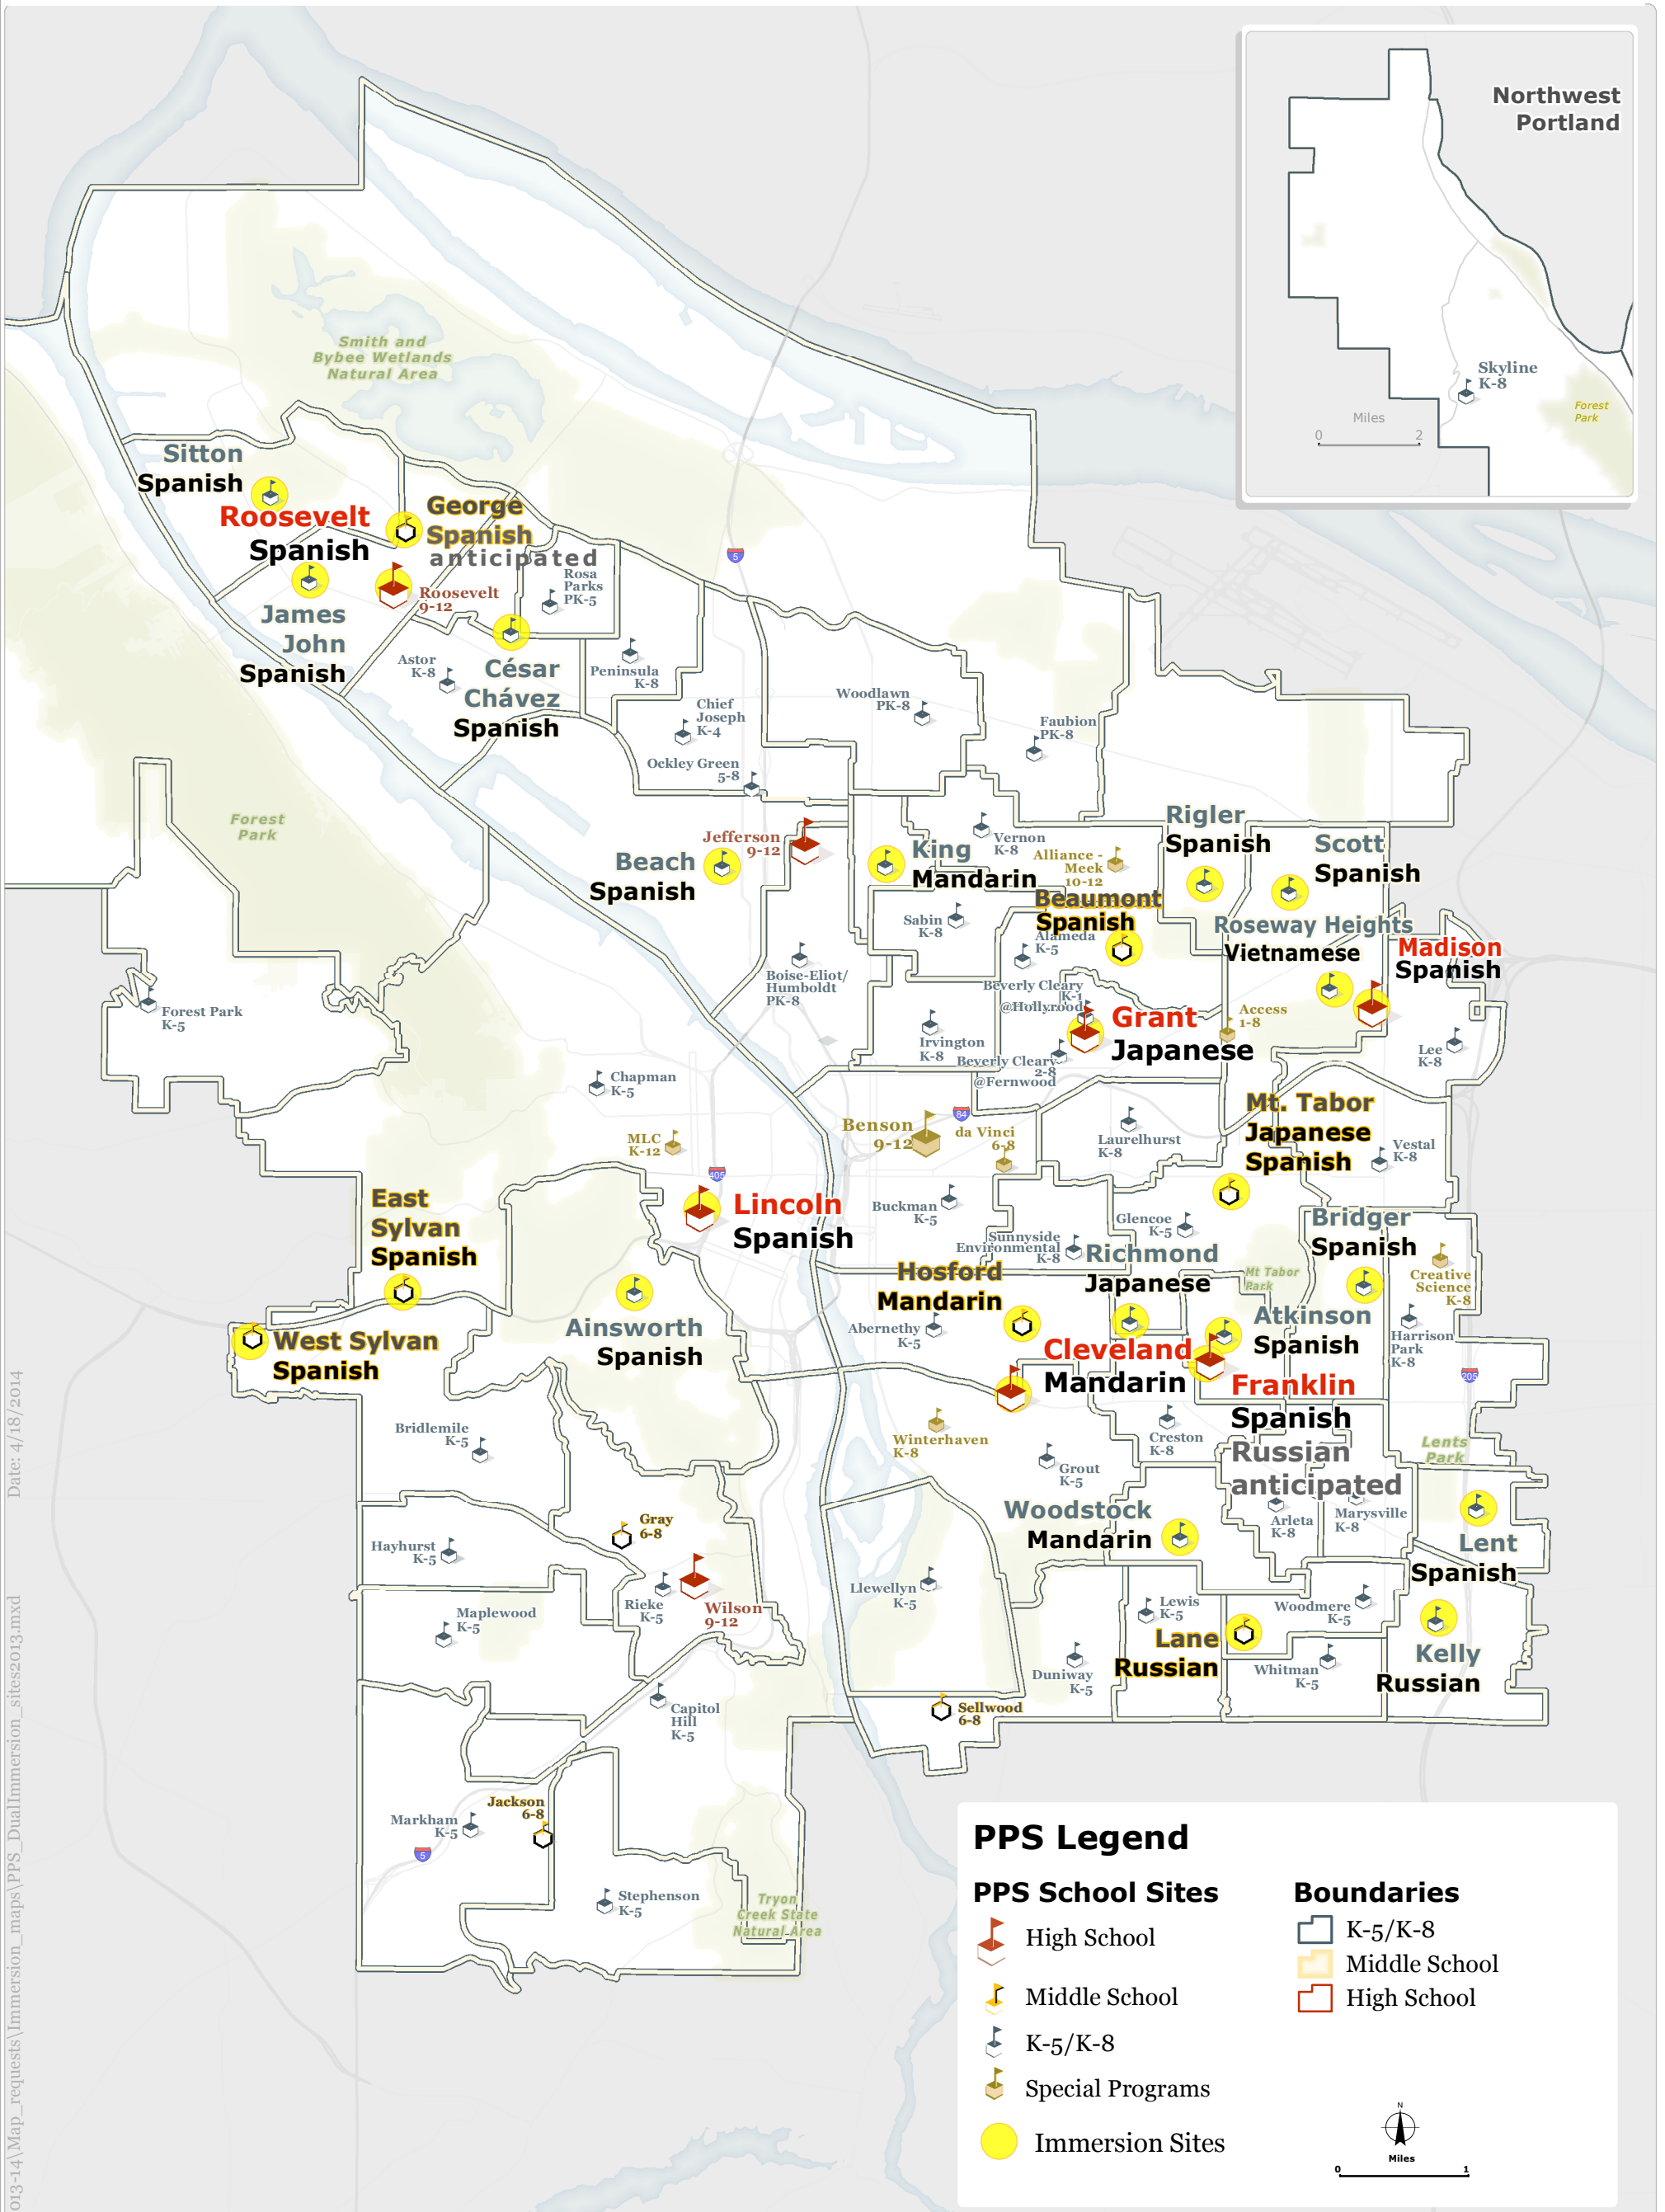 Northwest
Portland
Skyline
K-8
Forest
Park
Miles
0 2
Smith and
Bybee Wetlands
Natural Area
Sitton
Spanish
Roosevelt
Spanish
George
Spanish
anticipated
Rosa
Parks
PK-5
Roosevelt
9-12
James
John
Spanish
César
Chávez
Spanish
Astor
K-8
Peninsula
K-8
Chief
Joseph
K-4
Ockley Green
5-8
Woodlawn
PK-8
Faubion
PK-8
5
Forest
Park
Jefferson
9-12
Beach
Spanish
King
Mandarin
Vernon
K-8
Alliance -
Meek
10-12
Rigler
Spanish
Scott
Spanish
Beaumont
Spanish
Alameda
K-5
Sabin
K-8
Roseway Heights
Vietnamese
Madison
Spanish
Boise-Eliot/
Humboldt
PK-8
Beverly Cleary
K-1
@Hollyrood
Grant
Japanese
Access
1-8
Irvington
K-8
Beverly Cleary
2-8
@Fernwood
Lee
K-8
Forest Park
K-5
Chapman
K-5
MLC
K-12
405
Benson
9-12
84
da Vinci
6-8
Laurelhurst
K-8
Mt. Tabor
Japanese
Spanish
Vestal
K-8
East
Sylvan
Spanish
Lincoln
Spanish
Buckman
K-5
Sunnyside
Environmental
K-8
Glencoe
K-5
Bridger
Spanish
Richmond
Japanese
Mt Tabor
Park
Creative
Science
K-8
Hosford
Mandarin
Abernethy
K-5
Atkinson
Spanish
Harrison
Park
K-8
West Sylvan
Spanish
Ainsworth
Spanish
Cleveland
Mandarin
Franklin
Spanish
Russian
anticipated
205
Bridlemile
K-5
Winterhaven
K-8
Creston
K-8
Grout
K-5
Lents
Park
Arleta
K-8
Marysville
K-8
Woodstock
Mandarin
Lent
Spanish
Gray
6-8
Hayhurst
K-5
Rieke
K-5
Wilson
9-12
Maplewood
K-5
Llewellyn
K-5
Lewis
K-5
Woodmere
K-5
Lane
Russian
Kelly
Russian
Whitman
K-5
Duniway
K-5
Capitol
Hill
K-5
Sellwood
6-8
Jackson
6-8
Markham
K-5
5
Stephenson
K-5
Tryon
Creek State
Natural Area
PPS Legend
PPS School Sites
High School
Middle School
K-5/K-8
Special Programs
Immersion Sites
Boundaries
K-5/K-8
Middle School
High School
N
Miles
0 1
Date: 4/18/2014
013-14\Map_requests\Immersion_maps\PPS_DualImmersion_sites2013.mxd